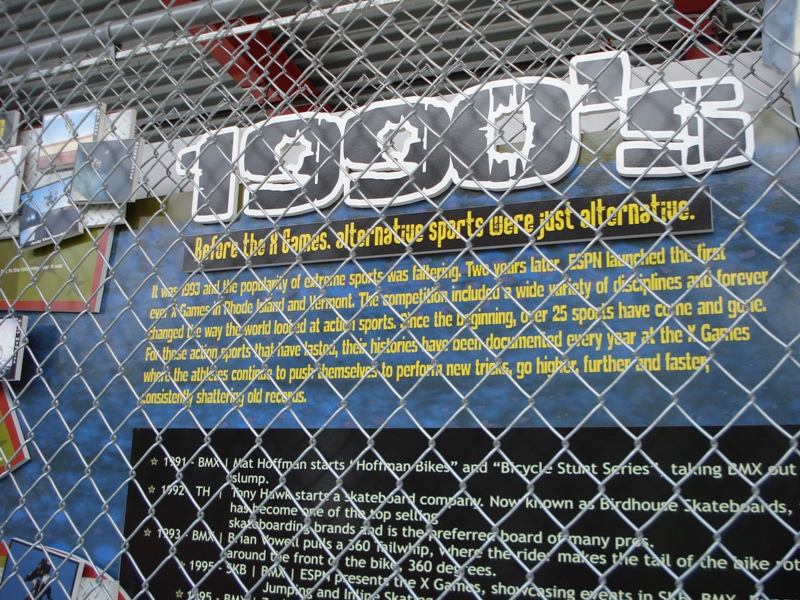 1990's
Before the X Games, alternative sports were just alternative.
It was 1993 and the popularity of extreme sports was faltering. Two years later, ESPN launched the first
ever X Games in Rhode Island and Vermont. The competition included a wide variety of disciplines and forever
changed the way the world looked at action sports. Since the beginning, over 25 sports have come and gone.
For those action sports that have lasted, their histories have been documented every year at the X Games
where the athletes continue to push themselves to perform new tricks, go higher, further and faster,
consistently shattering old records.
☆ 1991 - BMX | Mat Hoffman starts "Hoffman Bikes" and "Bicycle Stunt Series", taking BMX out
slump.
☆ 1992 - TH | Tony Hawk starts a skateboard company. Now known as Birdhouse Skateboards,
has become one of the top selling
skateboarding brands and is the preferred board of many pros.
☆ 1993 - BMX | Brian Vowell pulls a 360 Tailwhip, where the rider makes the tail of the bike rot
around the front of the bike, 360 degrees.
☆ 1995 - SKB | BMX | ESPN presents the X Games, showcasing events in SKB, BMX,
Jumping and Inline Skating
☆ 1995 - BMX |